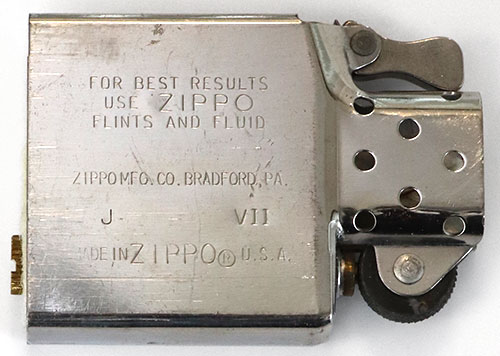 FOR BEST RESULTS
USE ZIPPO
FLINTS AND FLUID
ZIPPO MFG. CO. BRADFORD, PA.
J VII
MADE IN ZIPPO ® U.S.A.